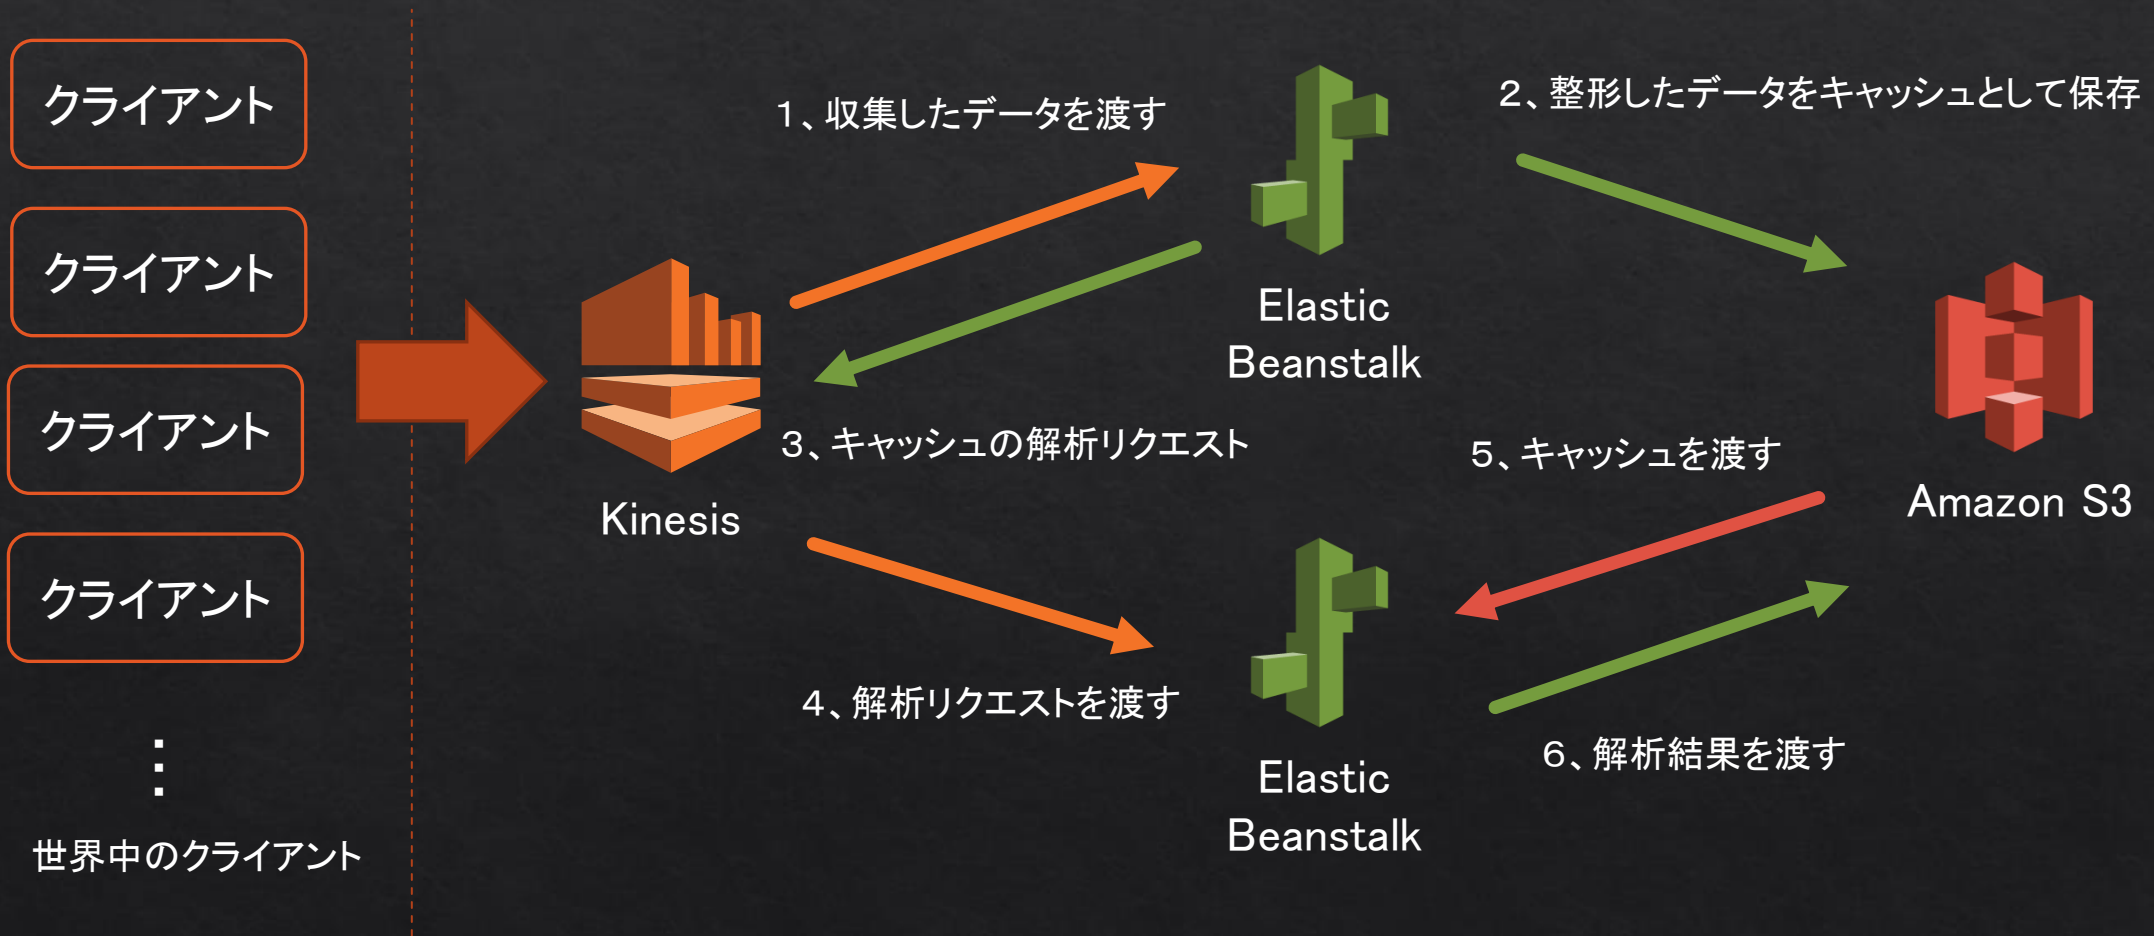 クライアント
クライアント
クライアント
クライアント
世界中のクライアント
1、収集したデータを渡す
2、整形したデータをキャッシュとして保存
Elastic
Beanstalk
3、キャッシュの解析リクエスト
Kinesis
5、キャッシュを渡す
Amazon S3
4、解析リクエストを渡す
6、解析結果を渡す
Elastic
Beanstalk